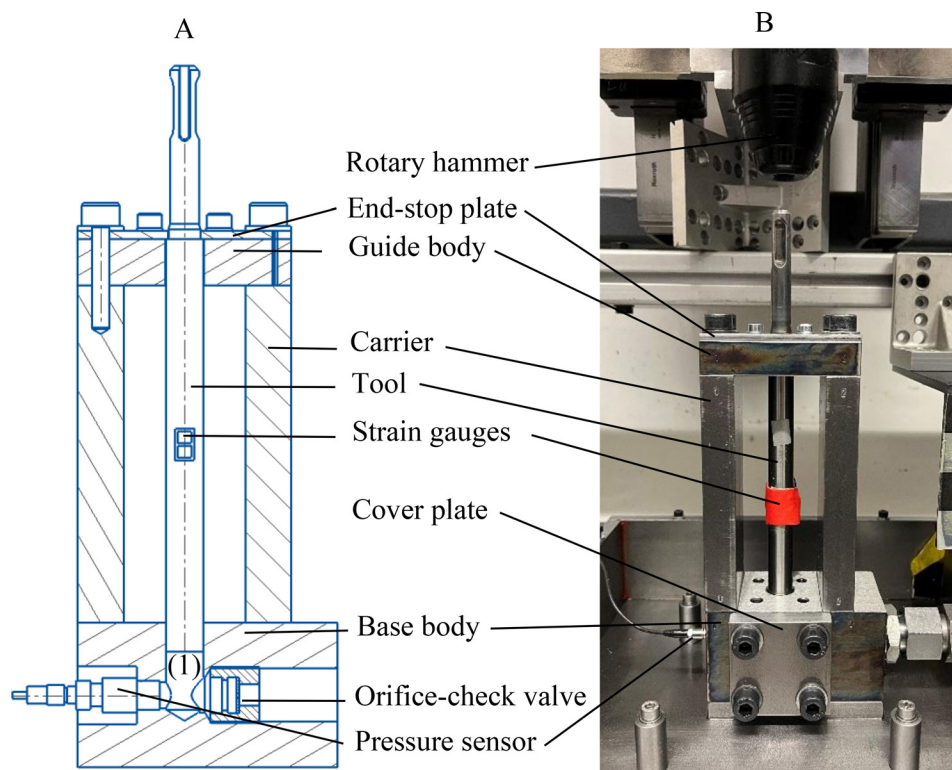 A
B
Rotary hammer
End-stop plate
Guide body
Carrier
Tool
Strain gauges
Cover plate
Base body
(1)
Orifice-check valve
Pressure sensor